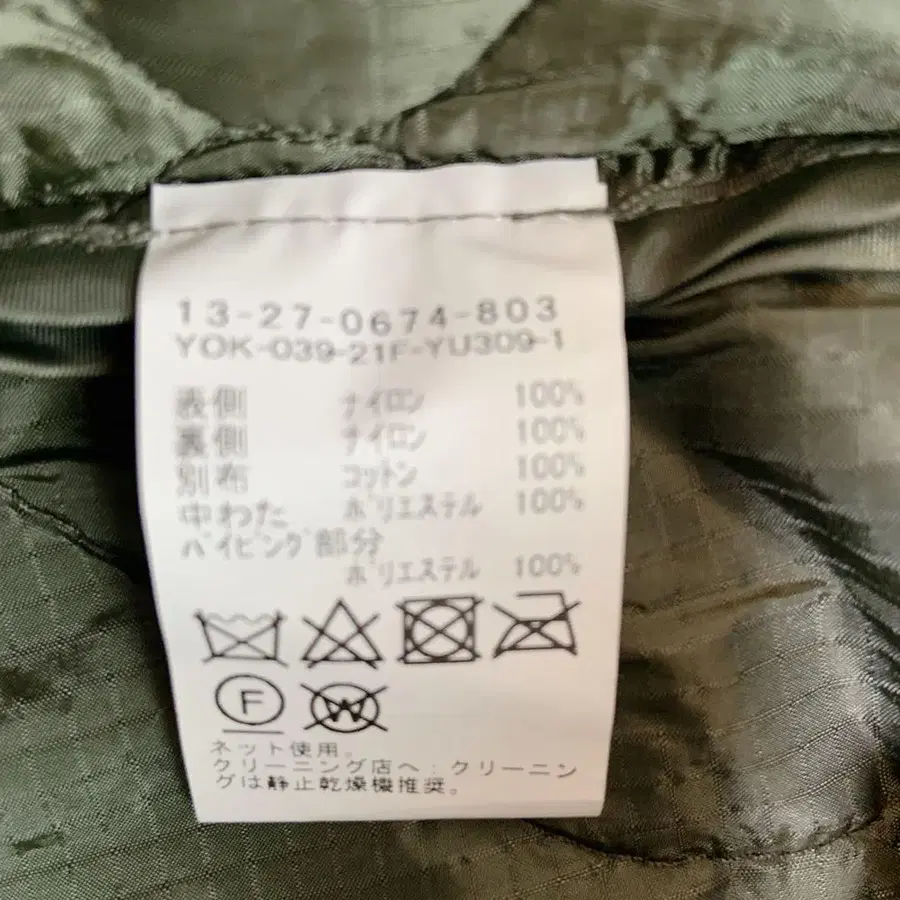 13-27-0674-803
YOK-039-21F-YU309-1
表側 ナイロン 100%
裏側 ナイロン 100%
別布 コットン 100%
中わた ポリエステル 100%
パイピング部分
ポリエステル 100%
F W
ネット使用。
クリーニング店へ:クリーニン
グは静止乾燥機推奨。